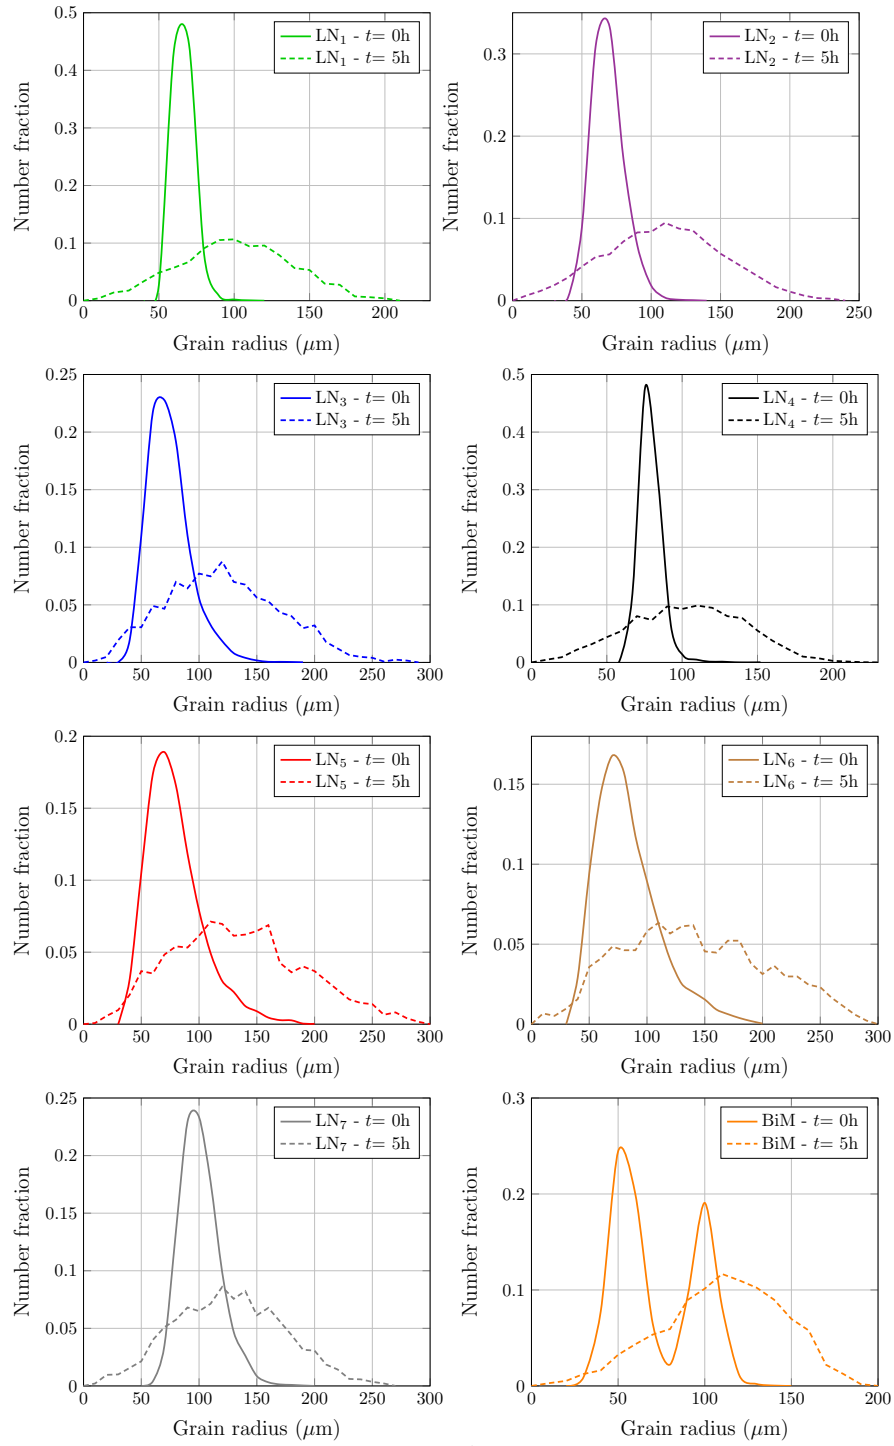 0.5
0.4
0.3
0.2
0.1
0
0
50
100
150
200
Number fraction
Grain radius (μm)
LN₁ - t= 0h
LN₁ - t= 5h
0.3
0.2
0.1
0
0
50
100
150
200
250
Number fraction
Grain radius (μm)
LN₂ - t= 0h
LN₂ - t= 5h
0.25
0.2
0.15
0.1
0.05
0
0
50
100
150
200
250
300
Number fraction
Grain radius (μm)
LN₃ - t= 0h
LN₃ - t= 5h
0.5
0.4
0.3
0.2
0.1
0
0
50
100
150
200
Number fraction
Grain radius (μm)
LN₄ - t= 0h
LN₄ - t= 5h
0.2
0.15
0.1
0.05
0
0
50
100
150
200
250
300
Number fraction
Grain radius (μm)
LN₅ - t= 0h
LN₅ - t= 5h
0.15
0.1
0.05
0
0
50
100
150
200
250
300
Number fraction
Grain radius (μm)
LN₆ - t= 0h
LN₆ - t= 5h
0.25
0.2
0.15
0.1
0.05
0
0
50
100
150
200
250
300
Number fraction
Grain radius (μm)
LN₇ - t= 0h
LN₇ - t= 5h
0.3
0.2
0.1
0
0
50
100
150
200
Number fraction
Grain radius (μm)
BiM - t= 0h
BiM - t= 5h